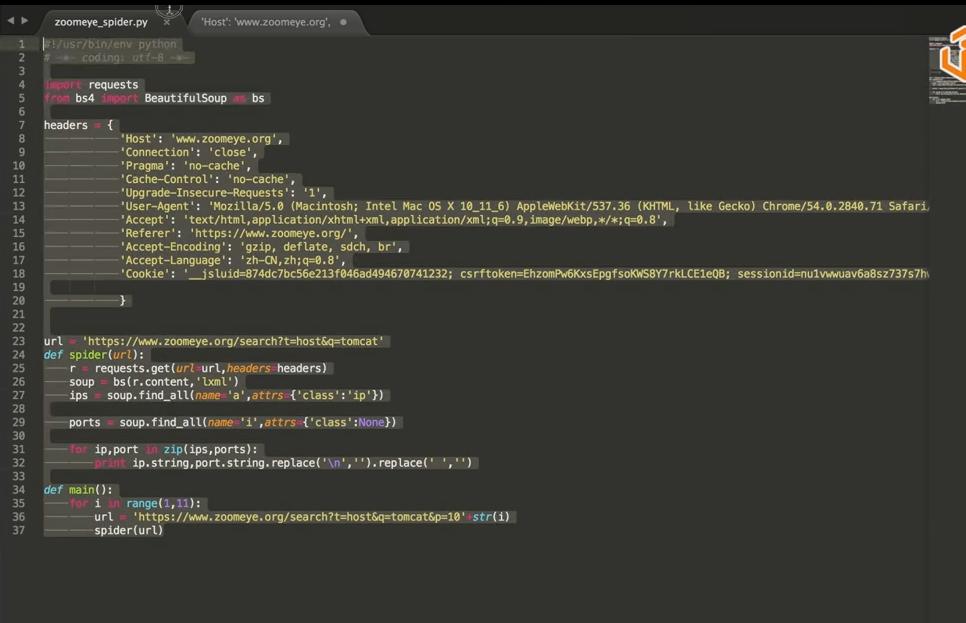 zoomeye_spider.py × 'Host': 'www.zoomeye.org',
1 #!/usr/bin/env python
2 # -*- coding: utf-8 -*-
3
4 import requests
5 from bs4 import BeautifulSoup as bs
6
7 headers = {
8 'Host': 'www.zoomeye.org',
9 'Connection': 'close',
10 'Pragma': 'no-cache',
11 'Cache-Control': 'no-cache',
12 'Upgrade-Insecure-Requests': '1',
13 'User-Agent': 'Mozilla/5.0 (Macintosh; Intel Mac OS X 10_11_6) AppleWebKit/537.36 (KHTML, like Gecko) Chrome/54.0.2840.71 Safari/
14 'Accept': 'text/html,application/xhtml+xml,application/xml;q=0.9,image/webp,*/*;q=0.8',
15 'Referer': 'https://www.zoomeye.org/',
16 'Accept-Encoding': 'gzip, deflate, sdch, br',
17 'Accept-Language': 'zh-CN,zh;q=0.8',
18 'Cookie': '__jsluid=874dc7bc56e213f046ad494670741232; csrftoken=EhzomPw6KxsEpgfsoKWS8Y7rkLCE1eQB; sessionid=nu1vwwuav6a8sz737s7h
19
20 }
21
22
23 url = 'https://www.zoomeye.org/search?t=host&q=tomcat'
24 def spider(url):
25 r = requests.get(url=url,headers=headers)
26 soup = bs(r.content,'lxml')
27 ips = soup.find_all(name='a',attrs={'class':'ip'})
28
29 ports = soup.find_all(name='i',attrs={'class':None})
30
31 for ip,port in zip(ips,ports):
32 print ip.string,port.string.replace('\n','').replace(' ','')
33
34 def main():
35 for i in range(1,11):
36 url = 'https://www.zoomeye.org/search?t=host&q=tomcat&p=10'+str(i)
37 spider(url)